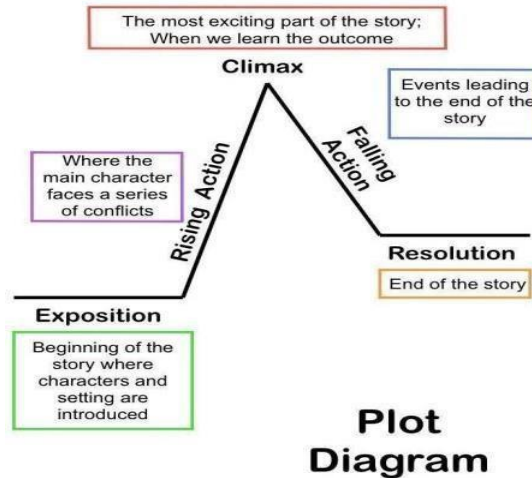 The most exciting part of the story;
When we learn the outcome
Climax
Events leading
to the end of the
story
Falling
Action
Where the
main character
faces a series
of conflicts
Rising Action
Resolution
End of the story
Exposition
Beginning of the
story where
characters and
setting are
introduced
Plot
Diagram